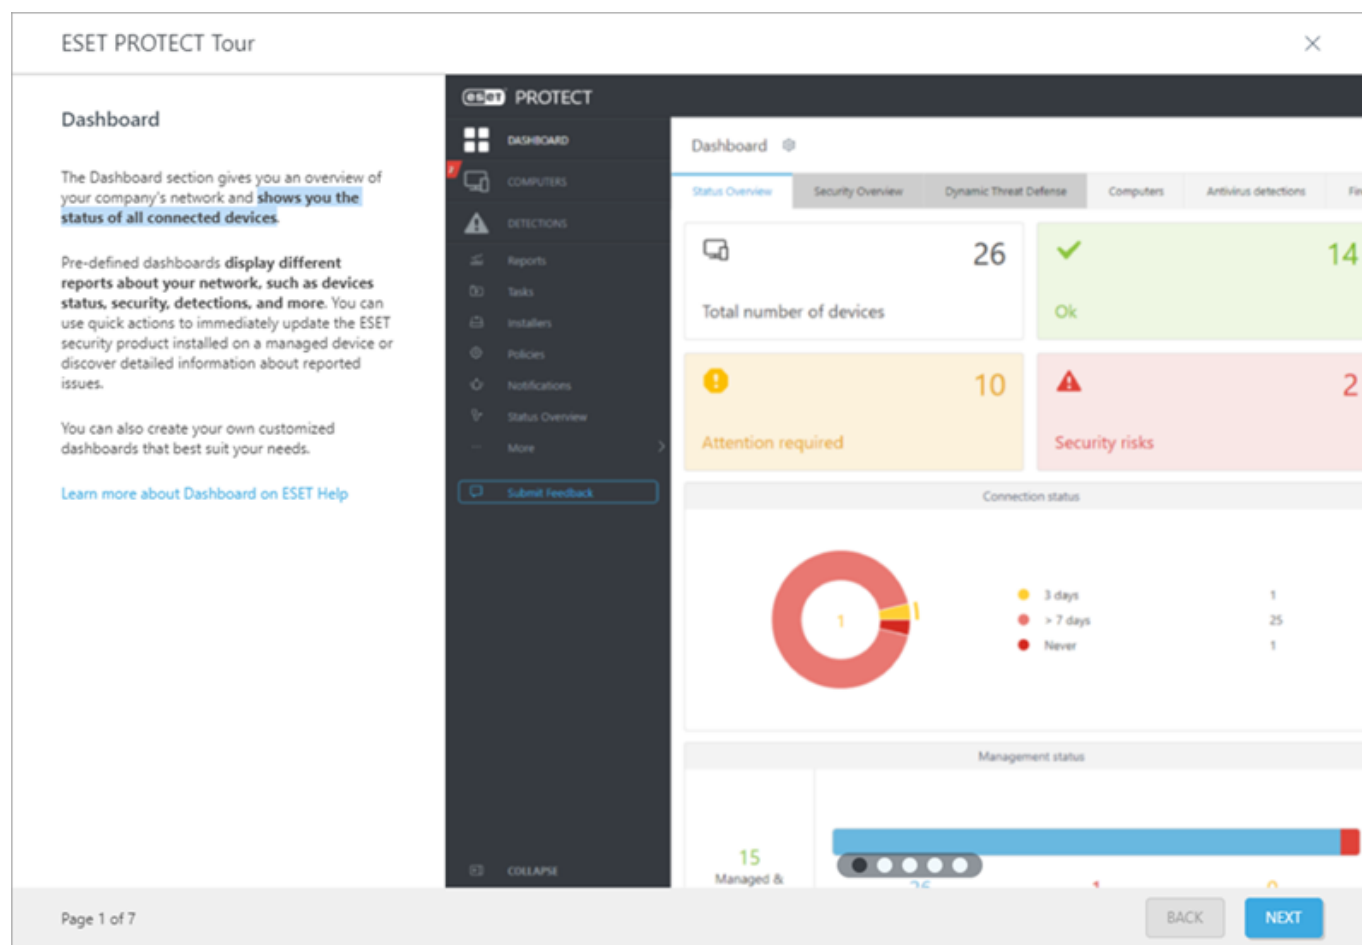 ESET PROTECT Tour
Dashboard
The Dashboard section gives you an overview of
your company's network and shows you the
status of all connected devices.
Pre-defined dashboards display different
reports about your network, such as devices
status, security, detections, and more. You can
use quick actions to immediately update the ESET
security product installed on a managed device or
discover detailed information about reported
issues.
You can also create your own customized
dashboards that best suit your needs.
Learn more about Dashboard on ESET Help
eset PROTECT
DASHBOARD
COMPUTERS
DETECTIONS
Reports
Tasks
Installers
Policies
Notifications
Status Overview
More
Submit Feedback
COLLAPSE
Dashboard
Status Overview Security Overview Dynamic Threat Defense Computers Antivirus detections
26
Total number of devices
14
Ok
10
Attention required
2
Security risks
Connection status
1
3 days 1
> 7 days 25
Never 1
Management status
15
Managed &
Page 1 of 7
BACK NEXT